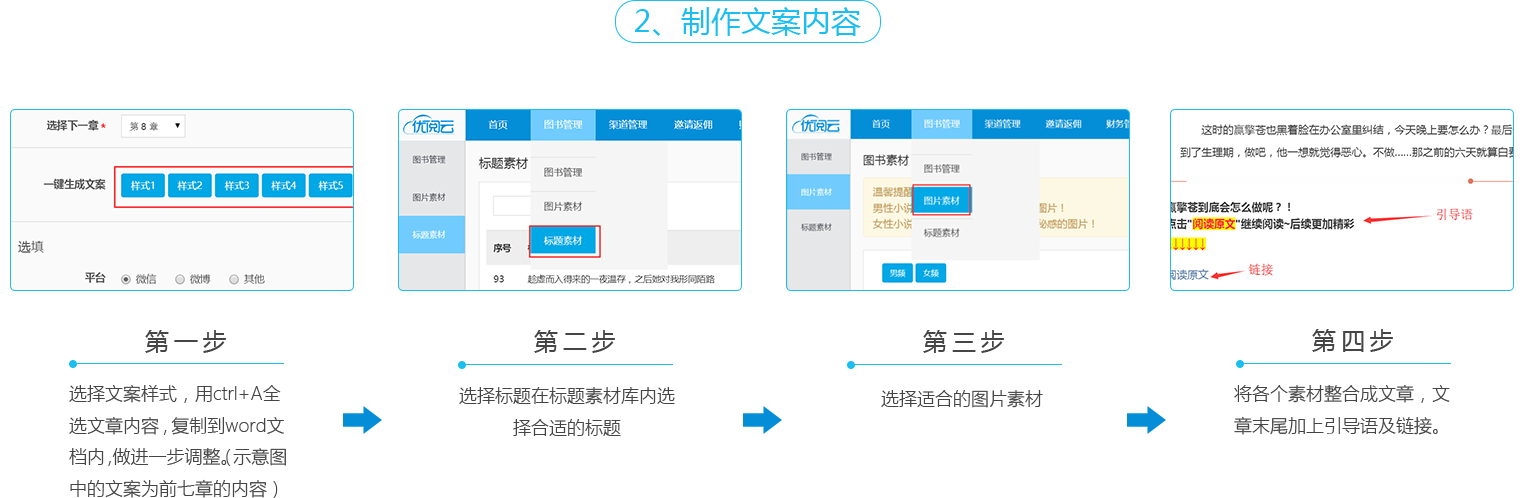 2、制作文案内容
选择下一章*
第 8 章
一键生成文案
样式1 样式2 样式3 样式4 样式5
选填
平台
微信 微博 其他
优阅云
首页 图书管理 渠道管理 邀请返佣
图书管理
图片素材
标题素材
标题素材
图书管理
图片素材
标题素材
序号
93 趁虚而入得来的一夜温存，之后她对我形同陌路
优阅云
首页 图书管理 渠道管理 邀请返佣 财务管
图书管理
图片素材
标题素材
图书素材
温馨提醒
男性小说
图片！
女性小说
秘感的图片！
图书管理
图片素材
标题素材
男频 女频
这时的嬴擎苍也黑着脸在办公室里纠结，今天晚上要怎么办？最后
到了生理期，做吧，他一想就觉得恶心。不做……那之前的六天就算白费
嬴擎苍到底会怎么做呢？！
点击"阅读原文"继续阅读~后续更加精彩
↓↓↓↓↓
阅读原文
引导语
链接
第一步
选择文案样式，用ctrl+A全
选文章内容,复制到word文
档内,做进一步调整。(示意图
中的文案为前七章的内容）
第二步
选择标题在标题素材库内选
择合适的标题
第三步
选择适合的图片素材
第四步
将各个素材整合成文章，文
章末尾加上引导语及链接。